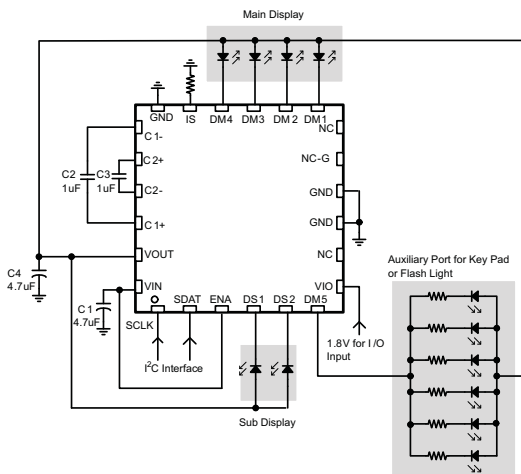 Main Display
GND
IS
DM4
DM3
DM2
DM1
C1-
NC
C2+
NC-G
C2
1uF
C3
1uF
C2-
GND
C1+
GND
VOUT
NC
Auxiliary Port for Key Pad
or Flash Light
C4
4.7uF
VIN
VIO
C1
4.7uF
SDAT
ENA
DS1
DS2
DM5
SCLK
I²C Interface
1.8V for I/O
Input
Sub Display